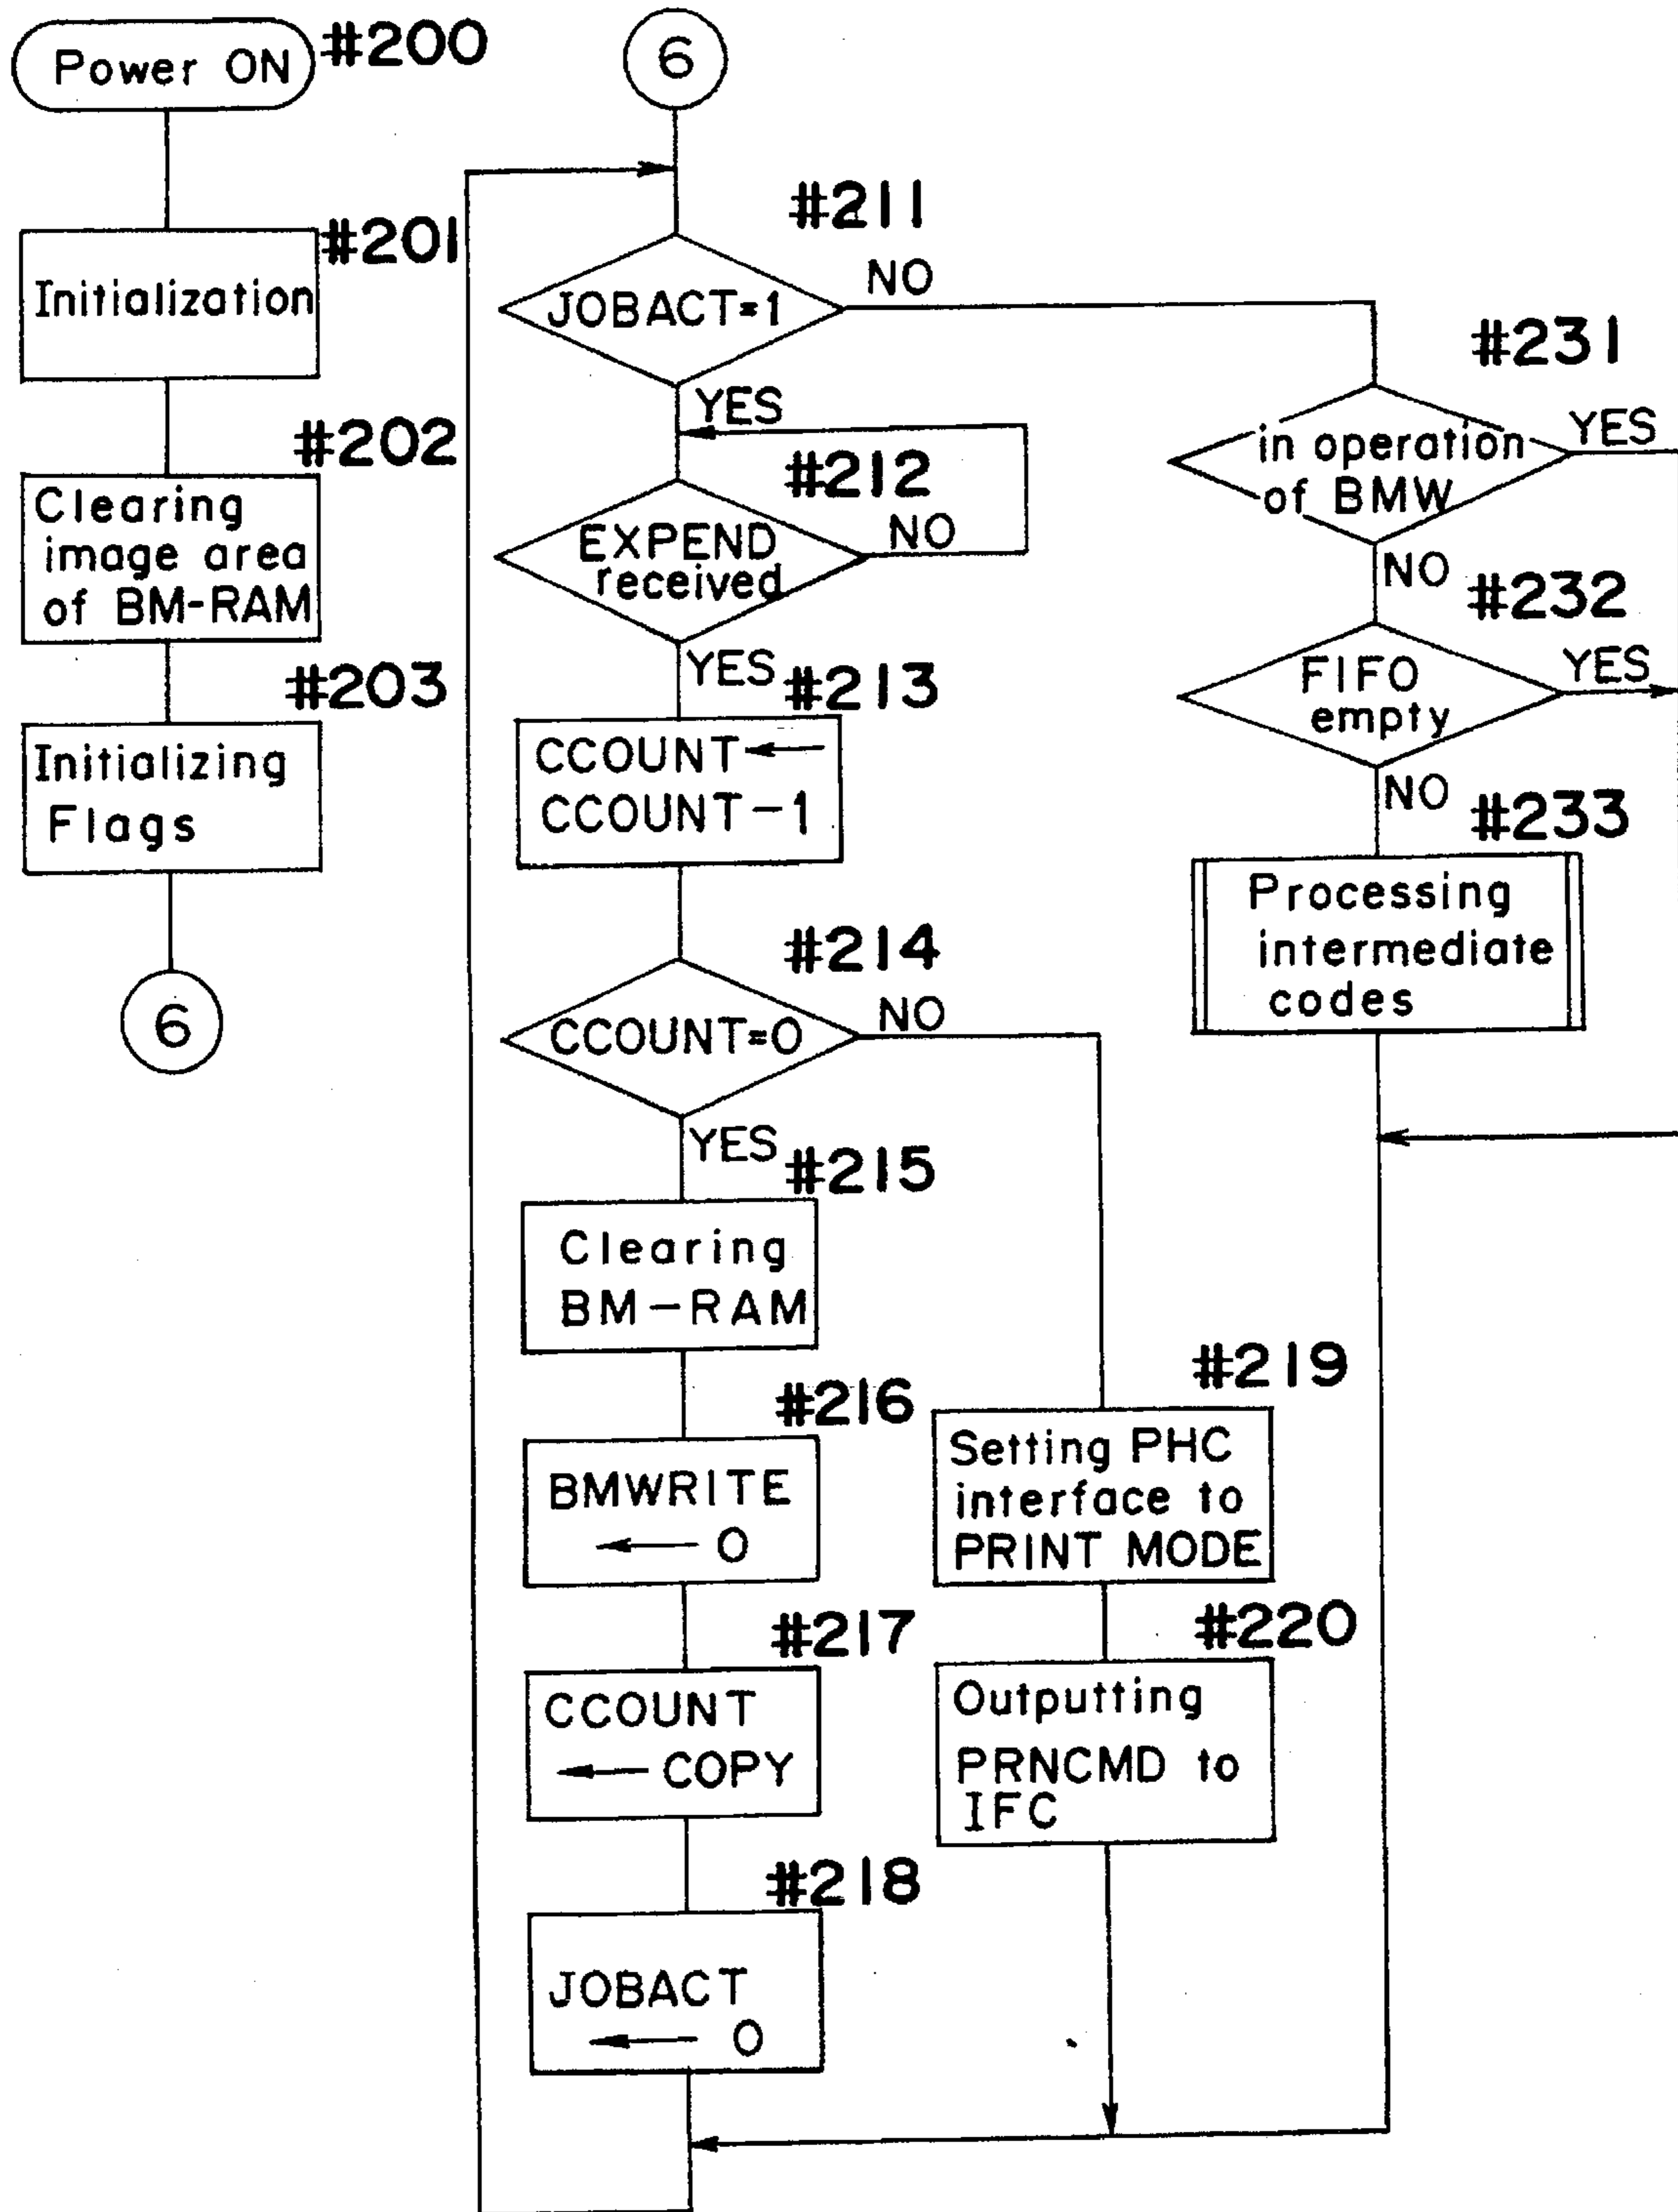 Power ON
#200
#201
Initialization
#202
Clearing
image area
of BM-RAM
#203
Initializing
Flags
6
6
#211
JOBACT=1
NO
YES
#212
EXPEND
received
NO
YES
#213
CCOUNT←
CCOUNT-1
#214
CCOUNT=0
NO
YES
#215
Clearing
BM-RAM
#216
BMWRITE
← 0
#217
CCOUNT
← COPY
#218
JOBACT
← 0
#219
Setting PHC
interface to
PRINT MODE
#220
Outputting
PRNCMD to
IFC
#231
in operation
of BMW
YES
NO
#232
FIFO
empty
YES
NO
#233
Processing
intermediate
codes